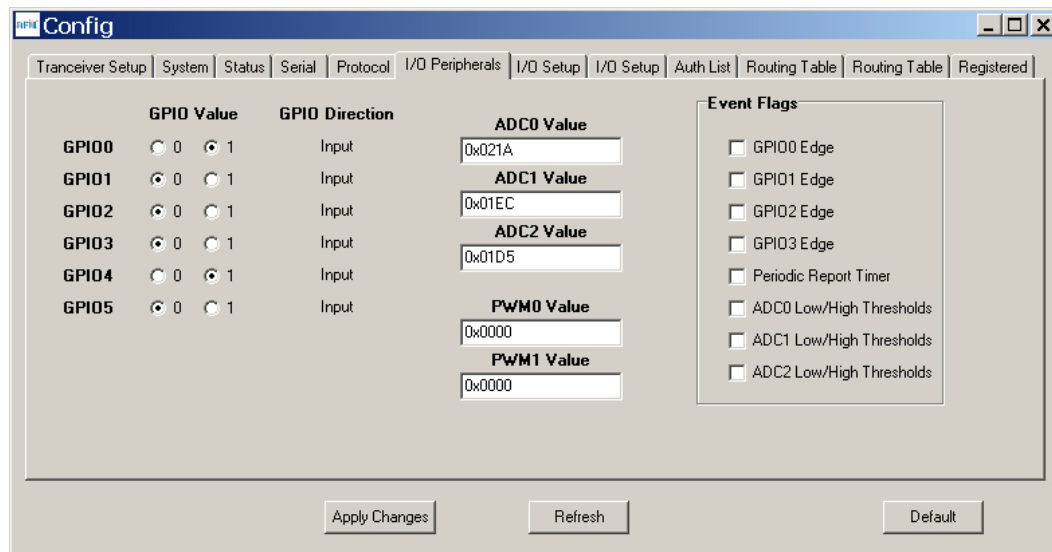 Config
Tranceiver Setup System Status Serial Protocol I/O Peripherals I/O Setup I/O Setup Auth List Routing Table Routing Table Registered
GPIO Value GPIO Direction
GPIO0 0 1 Input
GPIO1 0 1 Input
GPIO2 0 1 Input
GPIO3 0 1 Input
GPIO4 0 1 Input
GPIO5 0 1 Input
ADC0 Value
0x021A
ADC1 Value
0x01EC
ADC2 Value
0x01D5
PWM0 Value
0x0000
PWM1 Value
0x0000
Event Flags
GPIO0 Edge
GPIO1 Edge
GPIO2 Edge
GPIO3 Edge
Periodic Report Timer
ADC0 Low/High Thresholds
ADC1 Low/High Thresholds
ADC2 Low/High Thresholds
Apply Changes Refresh Default